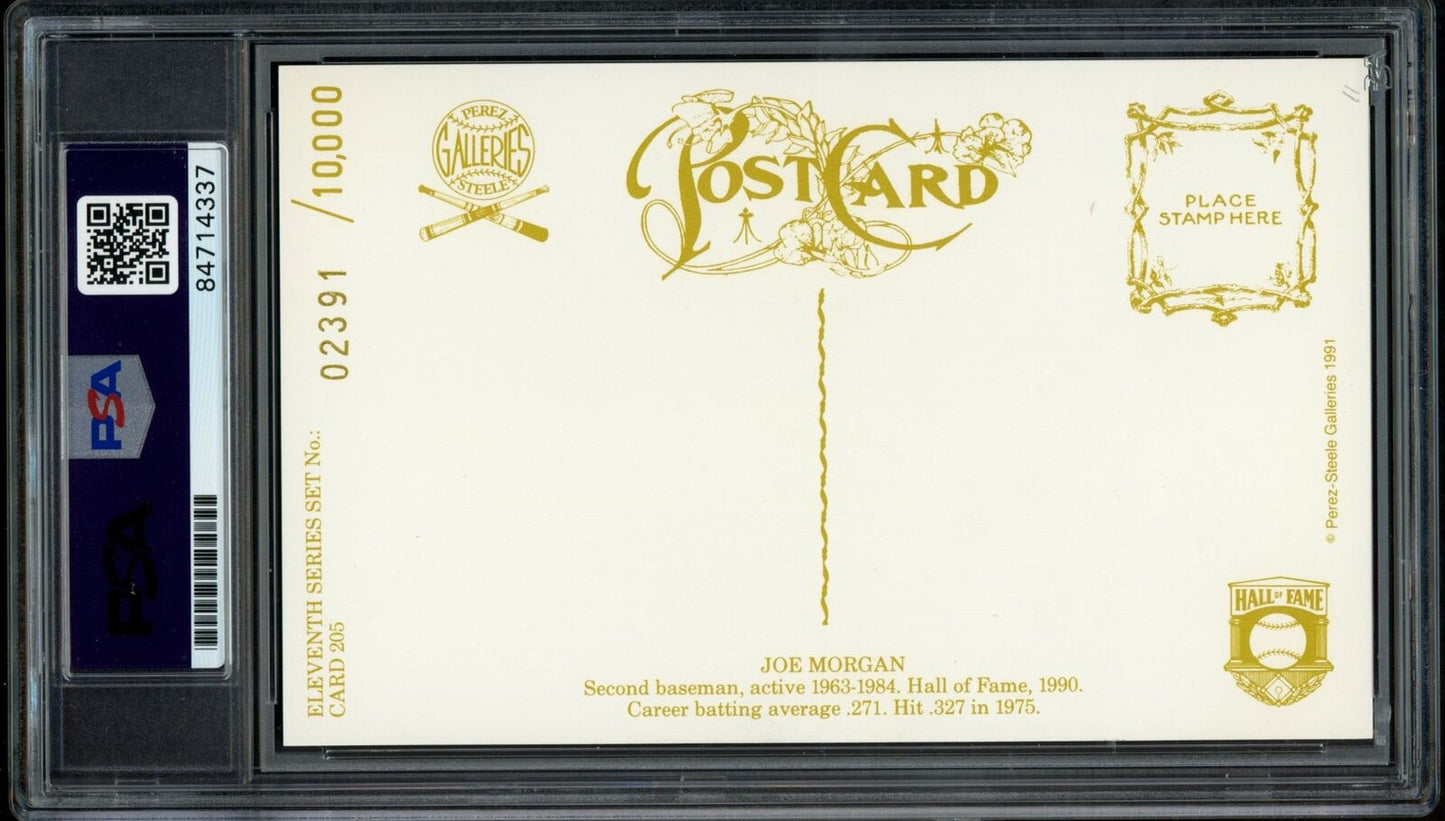 84714337
PSA
PSA
ELEVENTH SERIES SET No.: 02391 /10,000
CARD 205
PEREZ
GALLERIES
STEELE
POSTCARD
PLACE
STAMP HERE
© Perez-Steele Galleries 1991
HALL OF FAME
JOE MORGAN
Second baseman, active 1963-1984. Hall of Fame, 1990.
Career batting average .271. Hit .327 in 1975.